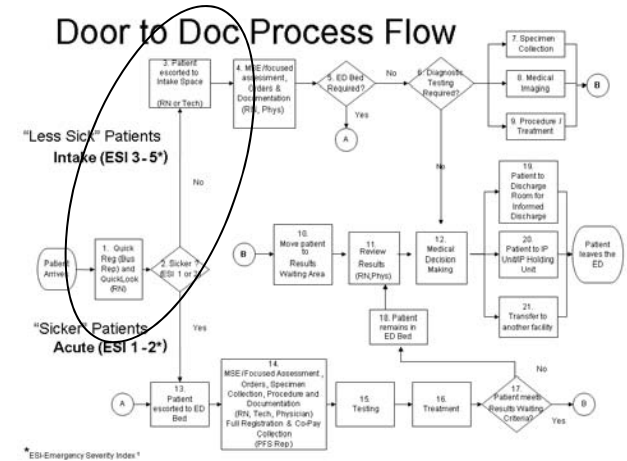 Door to Doc Process Flow
3. Patient
escorted to
Intake Space
(RN or Tech)
4. MSE/focused
assessment,
Orders &
Documentation
(RN, Phys)
5. ED Bed
Required?
No
Yes
A
6. Diagnostic
Testing
Required?
No
7. Specimen
Collection
8. Medical
Imaging
9. Procedure /
Treatment
B
"Less Sick" Patients
Intake (ESI 3-5*)
No
Patient
Arrives
1. Quick
Reg (Bus
Rep) and
QuickLook
(RN)
2. Sicker ?
(ESI 1 or 2)
Yes
"Sicker" Patients
Acute (ESI 1-2*)
B
10.
Move patient
to
Results
Waiting Area
11.
Review
Results
(RN,Phys)
12.
Medical
Decision
Making
19.
Patient to
Discharge
Room for
Informed
Discharge
20.
Patient to IP
Unit/IP Holding
Unit
21.
Transfer to
another facility
Patient
leaves the
ED
18. Patient
remains in
ED Bed
A
13.
Patient
escorted to ED
Bed
14.
MSE/Focused Assessment,
Orders, Specimen
Collection, Procedure and
Documentation
(RN, Tech, Physician)
Full Registration & Co-Pay
Collection
(PFS Rep)
15.
Testing
16.
Treatment
17.
Patient meets
Results Waiting
Criteria?
No
Yes
B
*ESI-Emergency Severity Index